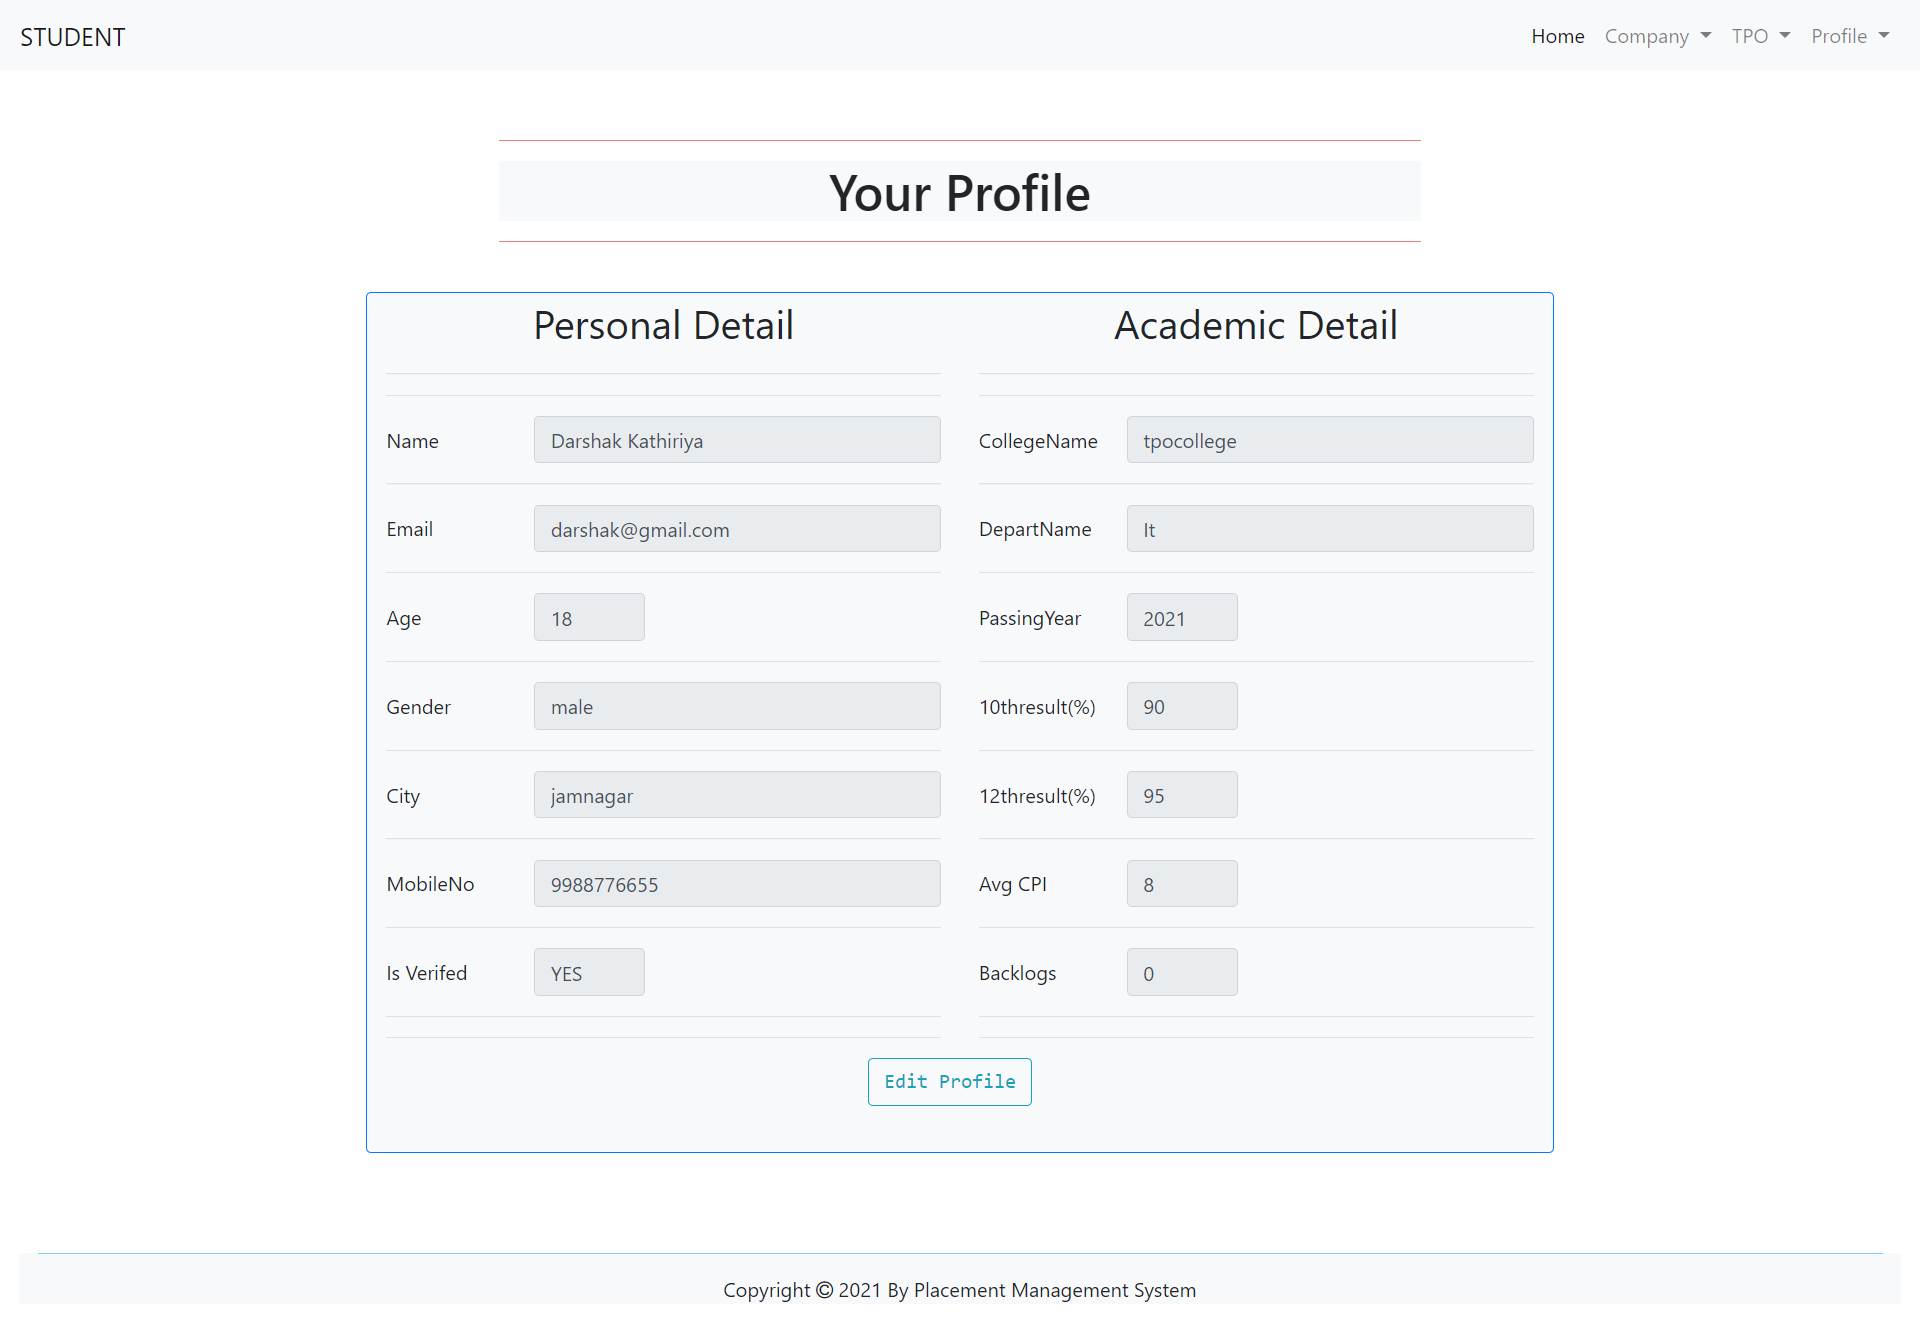 STUDENT
Home Company TPO Profile
Your Profile
Personal Detail
Name Darshak Kathiriya
Email darshak@gmail.com
Age 18
Gender male
City jamnagar
MobileNo 9988776655
Is Verifed YES
Academic Detail
CollegeName tpocollege
DepartName It
PassingYear 2021
10thresult(%) 90
12thresult(%) 95
Avg CPI 8
Backlogs 0
Edit Profile
Copyright © 2021 By Placement Management System